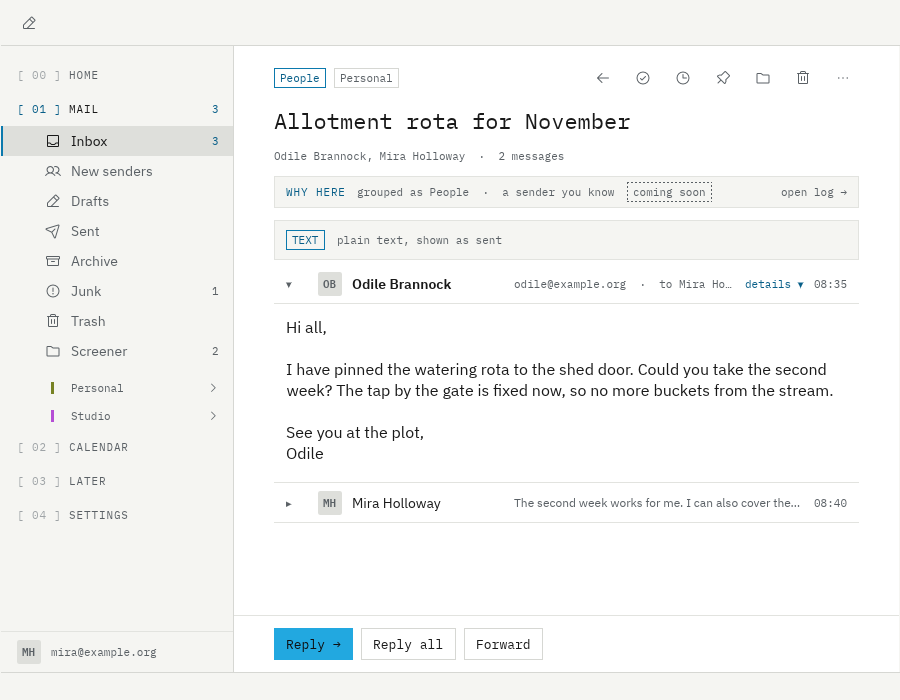 [ 00 ] HOME
[ 01 ] MAIL 3
Inbox 3
New senders
Drafts
Sent
Archive
Junk 1
Trash
Screener 2
Personal
Studio
[ 02 ] CALENDAR
[ 03 ] LATER
[ 04 ] SETTINGS
MH mira@example.org
People Personal
Allotment rota for November
Odile Brannock, Mira Holloway · 2 messages
WHY HERE grouped as People · a sender you know coming soon open log →
TEXT plain text, shown as sent
▾ OB Odile Brannock odile@example.org · to Mira Ho… details ▾ 08:35
Hi all,
I have pinned the watering rota to the shed door. Could you take the second
week? The tap by the gate is fixed now, so no more buckets from the stream.
See you at the plot,
Odile
▸ MH Mira Holloway The second week works for me. I can also cover the… 08:40
Reply → Reply all Forward